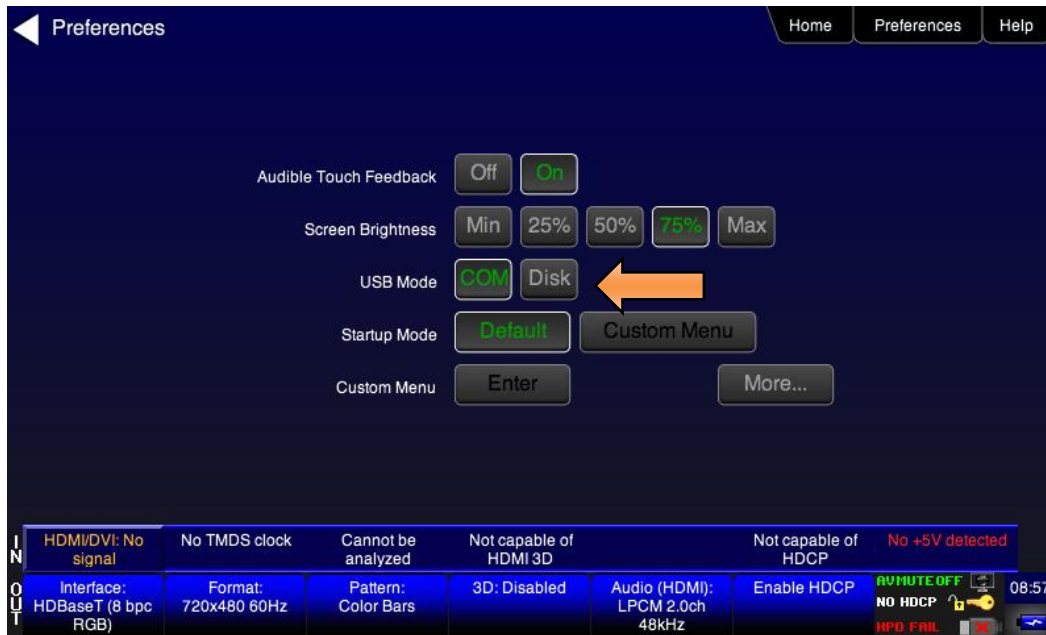 Preferences
Home Preferences Help
Audible Touch Feedback Off On
Screen Brightness Min 25% 50% 75% Max
USB Mode COM Disk
Startup Mode Default Custom Menu
Custom Menu Enter More...
IN
HDMI/DVI: No
signal
No TMDS clock
Cannot be
analyzed
Not capable of
HDMI 3D
Not capable of
HDCP
No +5V detected
OUT
Interface:
HDBaseT (8 bpc
RGB)
Format:
720x480 60Hz
Pattern:
Color Bars
3D: Disabled
Audio (HDMI):
LPCM 2.0ch
48kHz
Enable HDCP
AVMUTE OFF
NO HDCP
HPD FAIL
08:57